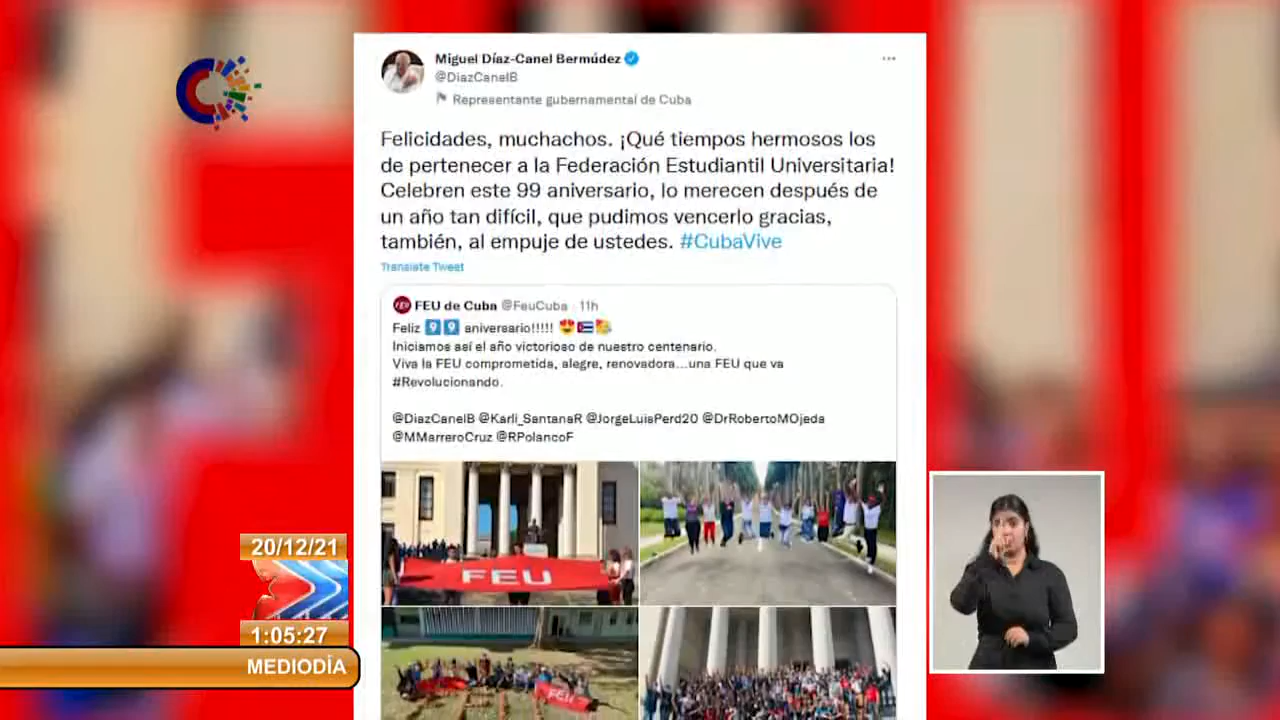 Miguel Díaz-Canel Bermúdez
@DiazCanelB
Representante gubernamental de Cuba
Felicidades, muchachos. ¡Qué tiempos hermosos los
de pertenecer a la Federación Estudiantil Universitaria!
Celebren este 99 aniversario, lo merecen después de
un año tan difícil, que pudimos vencerlo gracias,
también, al empuje de ustedes. #CubaVive
Translate Tweet
FEU de Cuba @FeuCuba · 11h
Feliz 9️⃣9️⃣ aniversario!!!!! 😍🇨🇺🥳
Iniciamos así el año victorioso de nuestro centenario.
Viva la FEU comprometida, alegre, renovadora...una FEU que va
#Revolucionando.
@DiazCanelB @Karli_SantanaR @JorgeLuisPerd20 @DrRobertoMOjeda
@MMarreroCruz @RPolancoF
FEU
FEU
20/12/21
1:05:27
MEDIODÍA